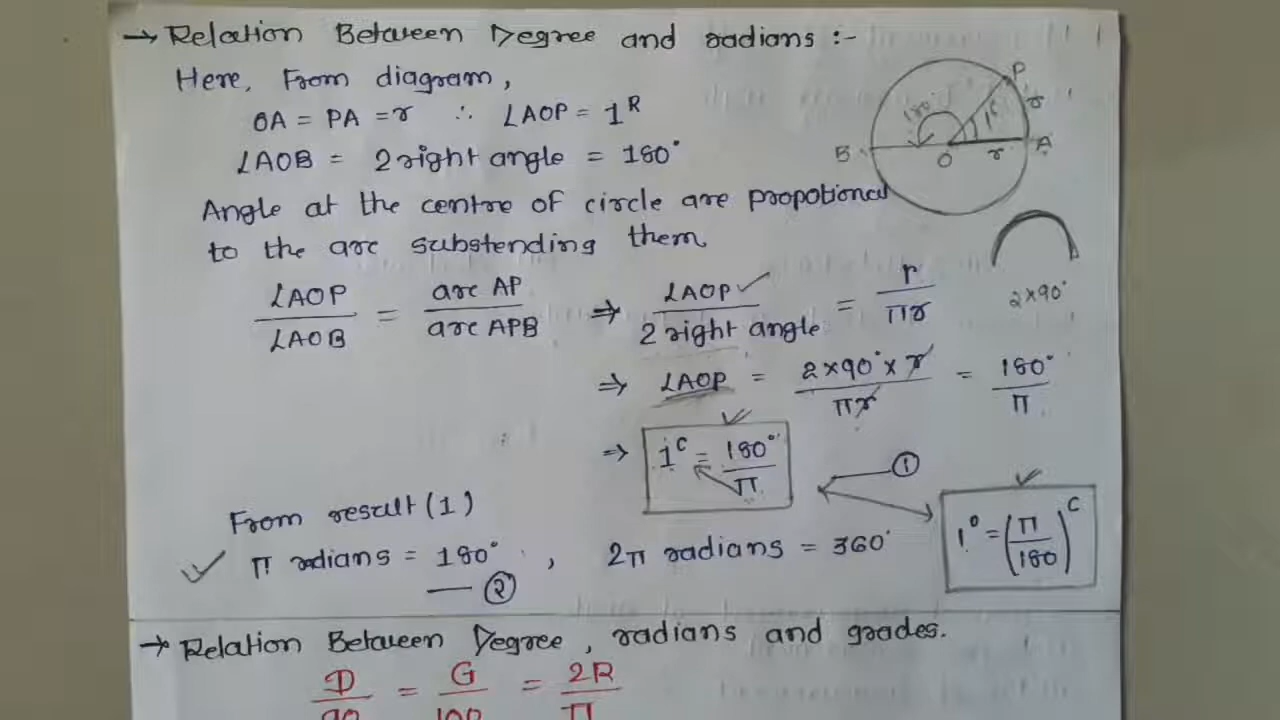 → Relation Between Degree and radians :-
Here, From diagram,
OA = PA = r ∴ ∠AOP = 1ᴿ
∠AOB = 2 right angle = 180°
P
r
1ᶜ
180°
B O r A
Angle at the centre of circle are propotional
to the arc substending them
∠AOP / ∠AOB = arc AP / arc APB ⇒ ∠AOP ✓ / 2 right angle = r / πr
2×90°
⇒ ∠AOP = 2×90°×r / πr = 180° / π
⇒ 1ᶜ = 180° / π ①
From result (1)
1° = (π / 180)ᶜ
π radians = 180° , 2π radians = 360°
— ②
→ Relation Between Degree, radians and grades.
D / 90 = G / 100 = 2R / π